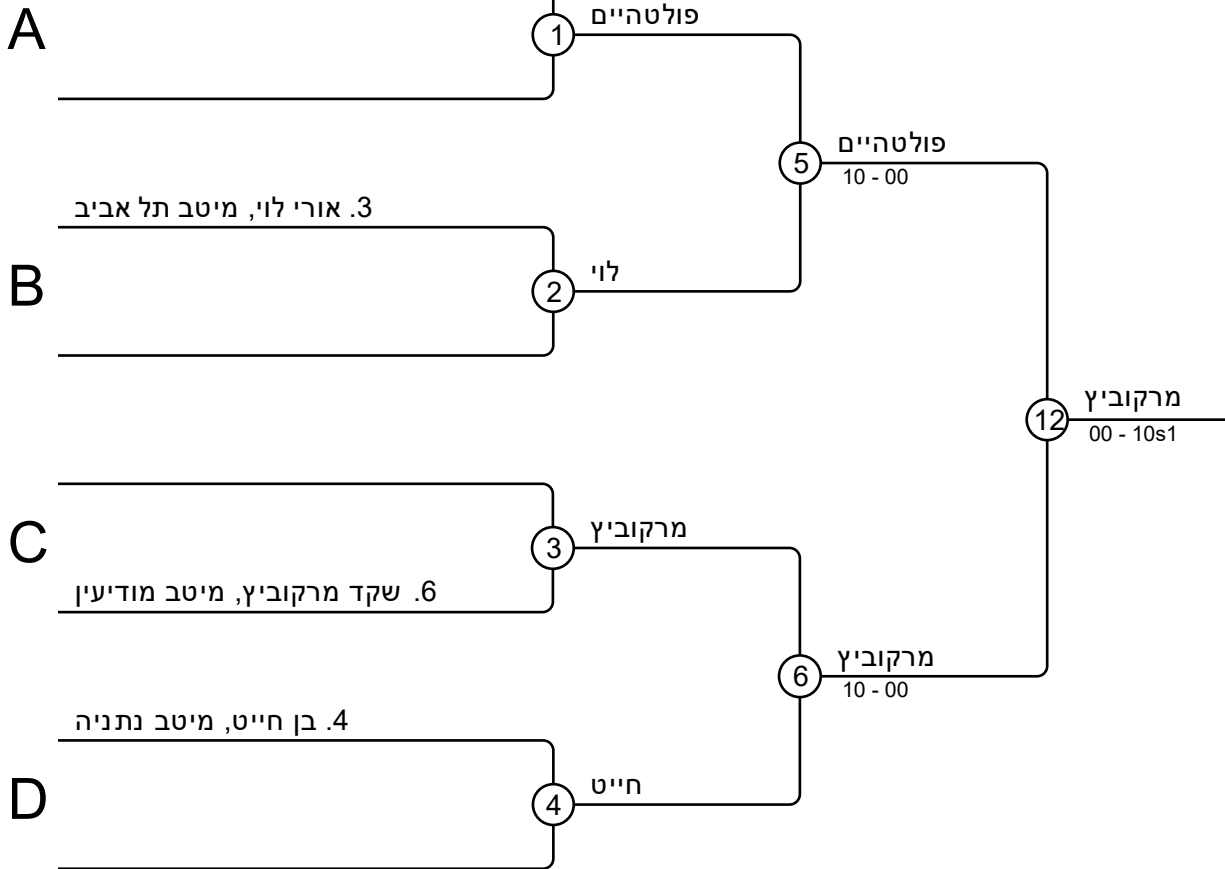 A
1
פולטהיים
5
פולטהיים
10 - 00
3. אורי לוי, מיטב תל אביב
B
2
לוי
12
מרקוביץ
00 - 10s1
C
3
מרקוביץ
6. שקד מרקוביץ, מיטב מודיעין
6
מרקוביץ
10 - 00
4. בן חייט, מיטב נתניה
D
4
חייט